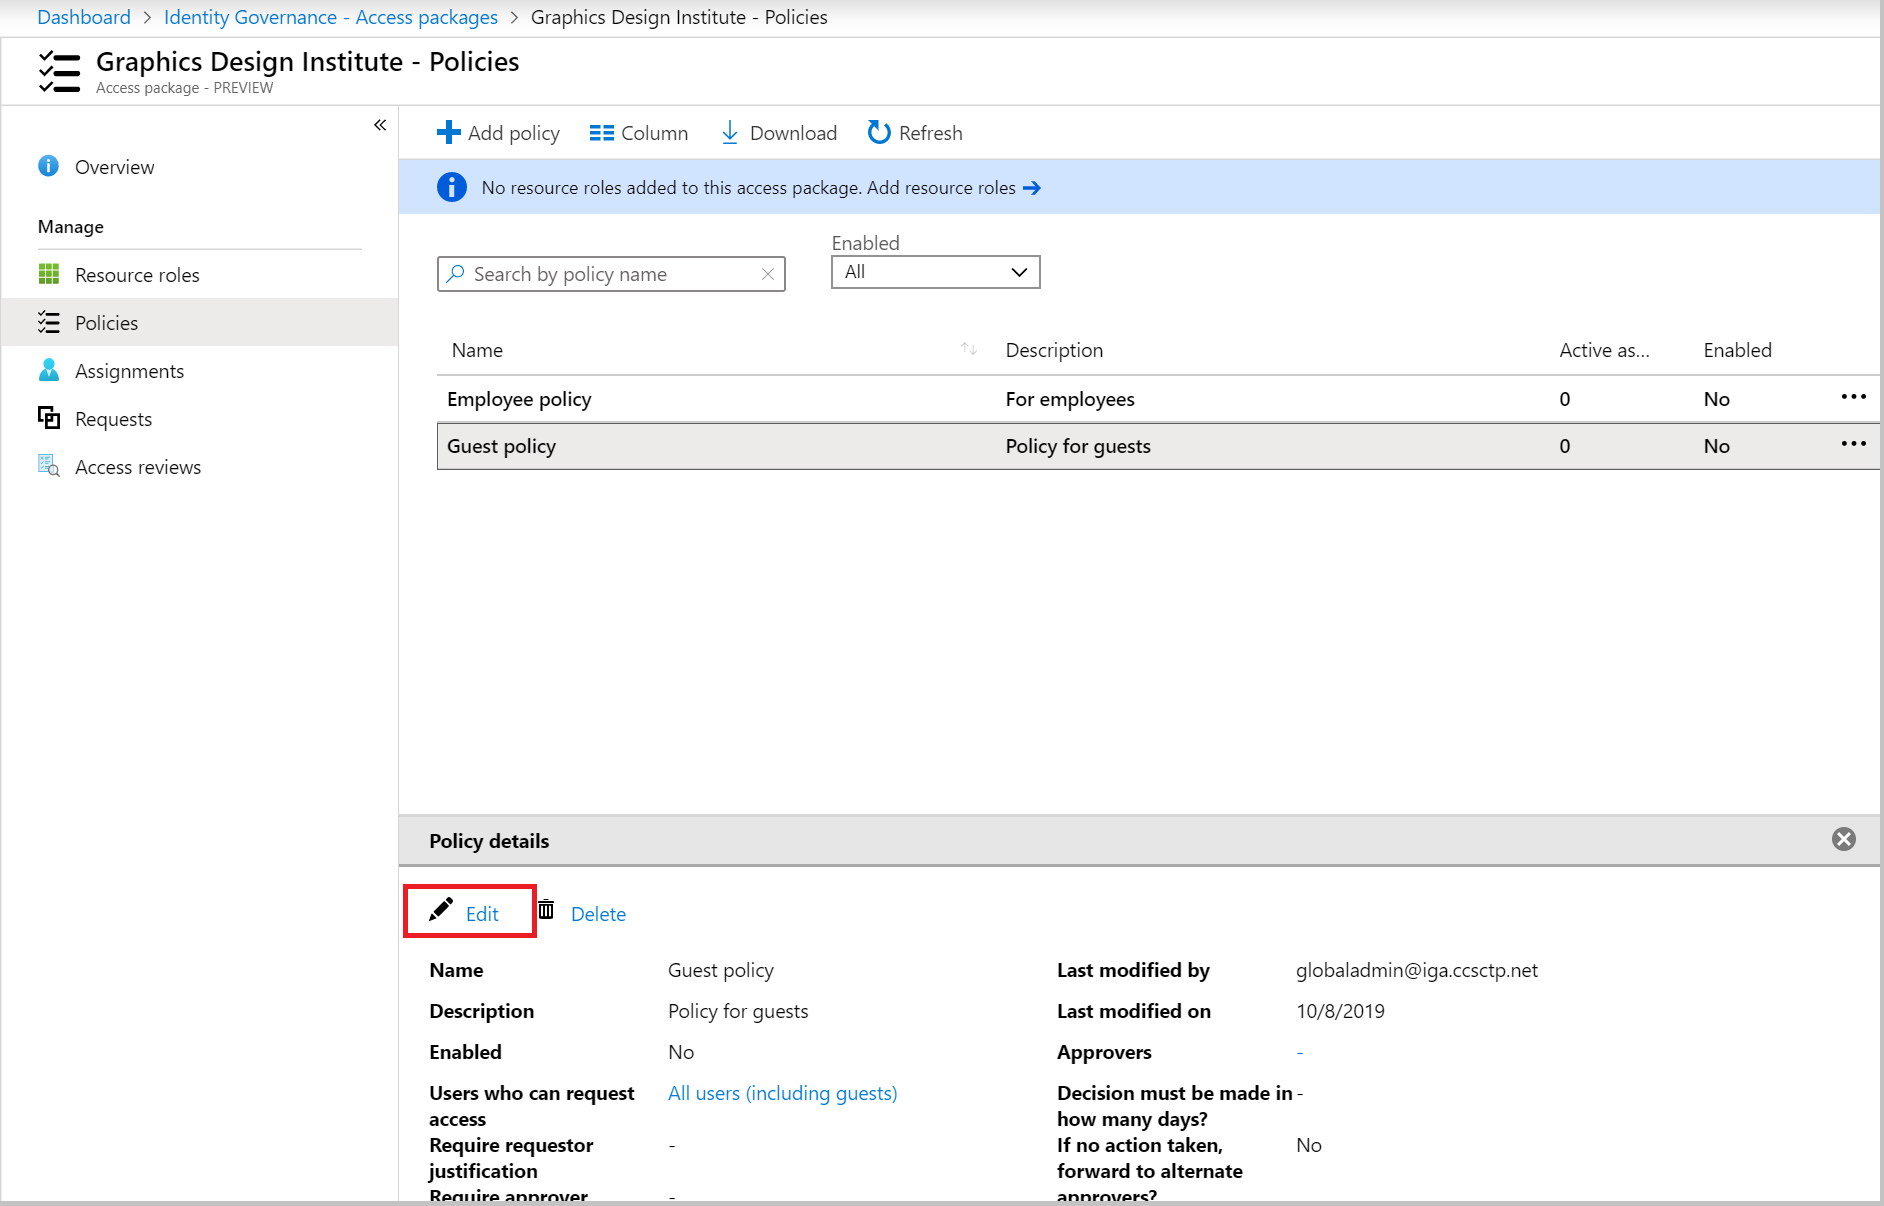 Dashboard > Identity Governance - Access packages > Graphics Design Institute - Policies
Graphics Design Institute - Policies
Access package - PREVIEW
«
Overview
Manage
Resource roles
Policies
Assignments
Requests
Access reviews
Add policy Column Download Refresh
No resource roles added to this access package. Add resource roles →
Enabled
Search by policy name All
Name Description Active as... Enabled
Employee policy For employees 0 No ...
Guest policy Policy for guests 0 No ...
Policy details
Edit Delete
Name Guest policy Last modified by globaladmin@iga.ccsctp.net
Description Policy for guests Last modified on 10/8/2019
Enabled No Approvers -
Users who can request All users (including guests) Decision must be made in -
access how many days?
Require requestor - If no action taken, No
justification forward to alternate
Require approver - approvers?